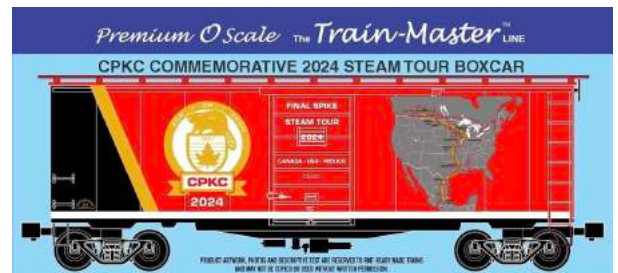 Premium O Scale The Train-Master™ LINE
CPKC COMMEMORATIVE 2024 STEAM TOUR BOXCAR
FINAL SPIKE
STEAM TOUR
2024
CANADA - USA - MEXICO
CPKC
2024
PRODUCT ARTWORK, PHOTOS AND DESCRIPTIVE TEXT ARE RESERVED TO RMT READY MADE TRAINS
AND MAY NOT BE COPIED OR USED WITHOUT WRITTEN PERMISSION.